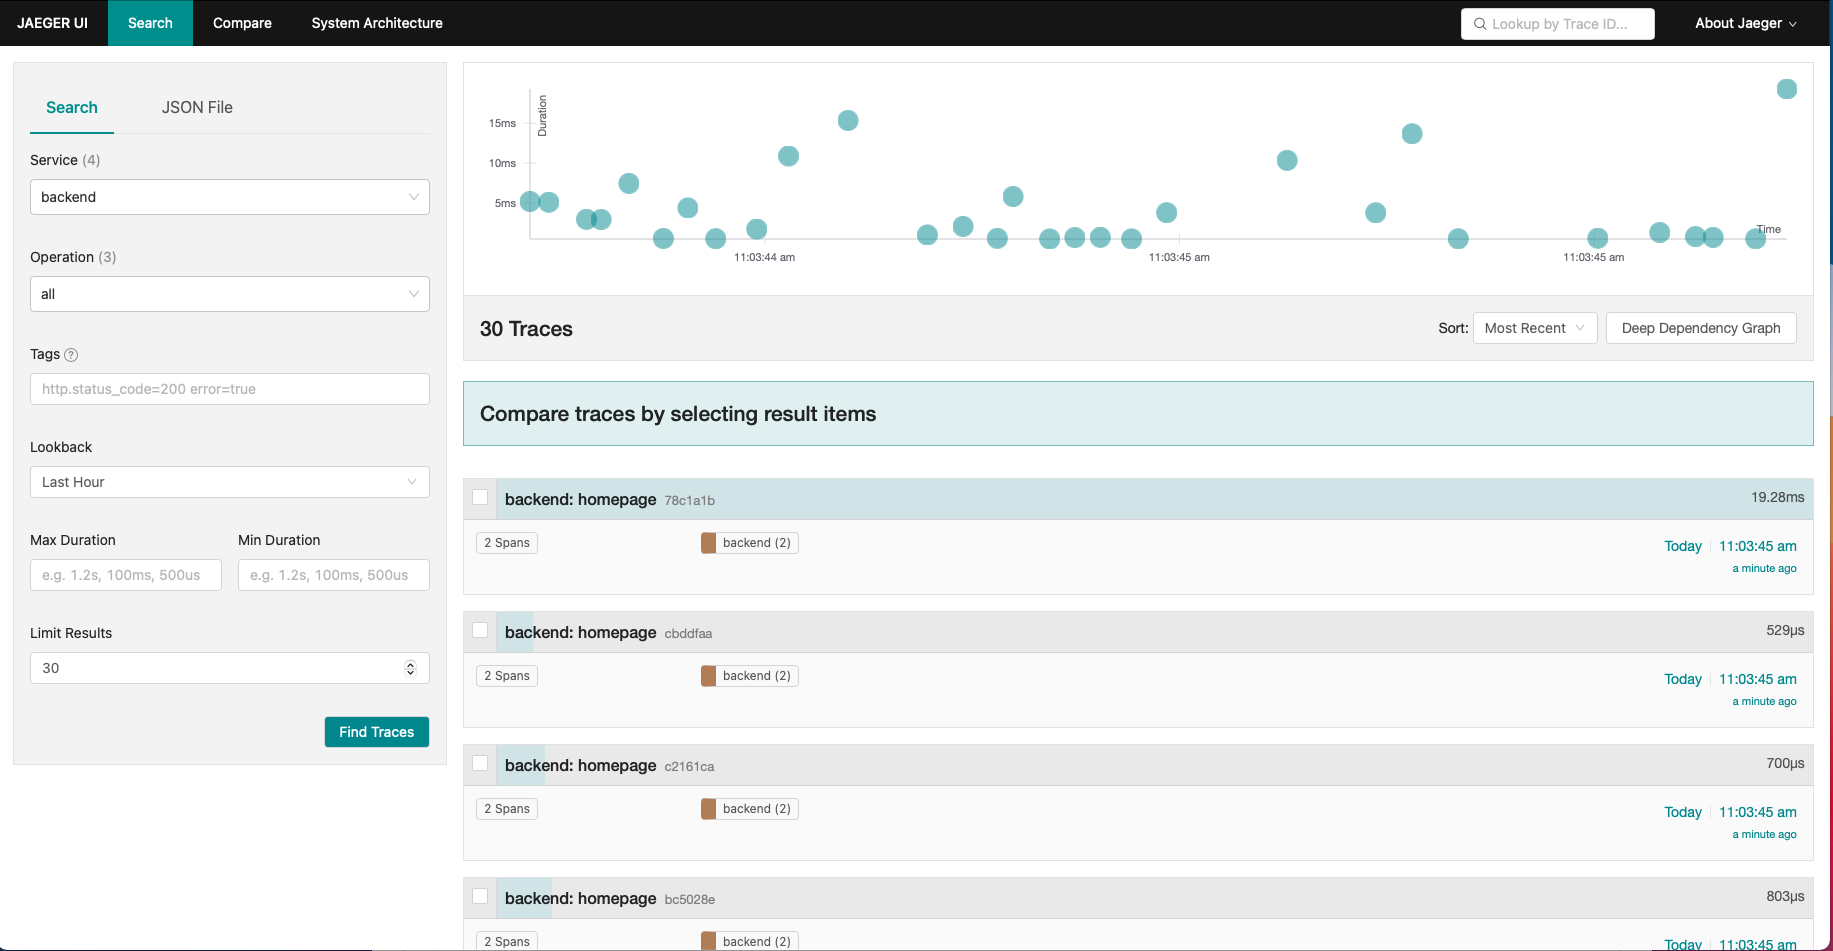 JAEGER UI
Search
Compare
System Architecture
Lookup by Trace ID...
About Jaeger
Search
JSON File
Service (4)
backend
Operation (3)
all
Tags
http.status_code=200 error=true
Lookback
Last Hour
Max Duration
Min Duration
e.g. 1.2s, 100ms, 500us
e.g. 1.2s, 100ms, 500us
Limit Results
30
Find Traces
Duration
15ms
10ms
5ms
Time
11:03:44 am
11:03:45 am
11:03:45 am
30 Traces
Sort:
Most Recent
Deep Dependency Graph
Compare traces by selecting result items
backend: homepage 78c1a1b
19.28ms
2 Spans
backend (2)
Today
11:03:45 am
a minute ago
backend: homepage cbddfaa
529μs
2 Spans
backend (2)
Today
11:03:45 am
a minute ago
backend: homepage c2161ca
700μs
2 Spans
backend (2)
Today
11:03:45 am
a minute ago
backend: homepage bc5028e
803μs
2 Spans
backend (2)
Today
11:03:45 am